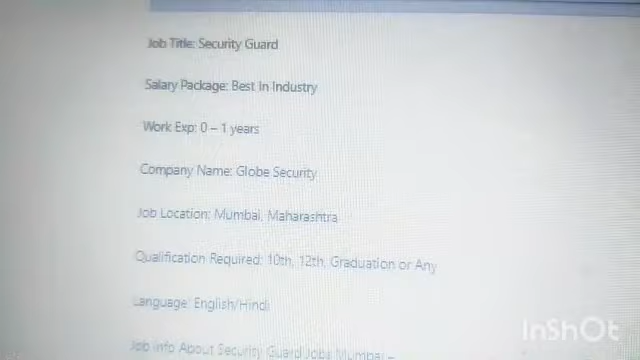 Job Title: Security Guard
Salary Package: Best In Industry
Work Exp: 0 – 1 years
Company Name: Globe Security
Job Location: Mumbai, Maharashtra
Qualification Required: 10th, 12th, Graduation or Any
Language: English/Hindi
Job Info About Security Guard Jobs Mumbai –
InShOt